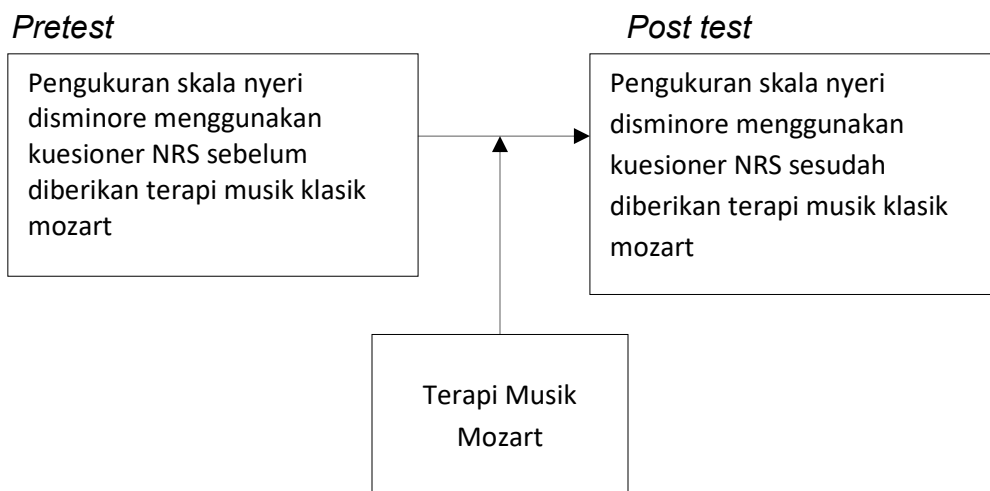 Pretest
Post test
Pengukuran skala nyeri
disminore menggunakan
kuesioner NRS sebelum
diberikan terapi musik klasik
mozart
Pengukuran skala nyeri
disminore menggunakan
kuesioner NRS sesudah
diberikan terapi musik klasik
mozart
Terapi Musik
Mozart